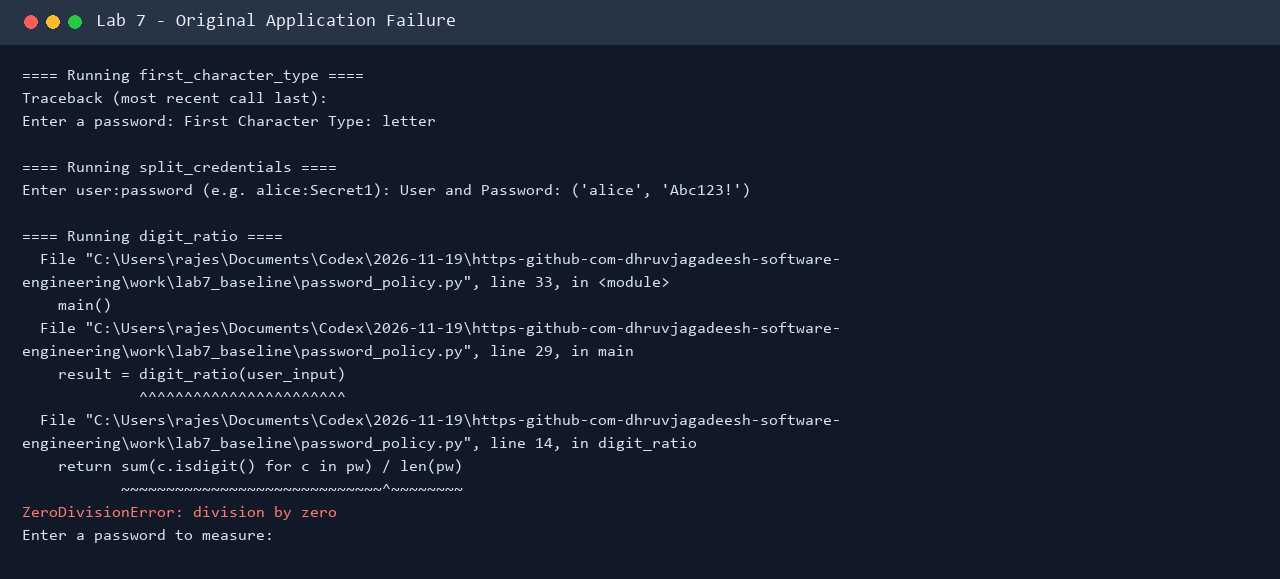 Lab 7 - Original Application Failure
==== Running first_character_type ====
Traceback (most recent call last):
Enter a password: First Character Type: letter
==== Running split_credentials ====
Enter user:password (e.g. alice:Secret1): User and Password: ('alice', 'Abc123!')
==== Running digit_ratio ====
  File "C:\Users\rajes\Documents\Codex\2026-11-19\https-github-com-dhruvjagadeesh-software-
engineering\work\lab7_baseline\password_policy.py", line 33, in <module>
    main()
  File "C:\Users\rajes\Documents\Codex\2026-11-19\https-github-com-dhruvjagadeesh-software-
engineering\work\lab7_baseline\password_policy.py", line 29, in main
    result = digit_ratio(user_input)
             ^^^^^^^^^^^^^^^^^^^^^^^
  File "C:\Users\rajes\Documents\Codex\2026-11-19\https-github-com-dhruvjagadeesh-software-
engineering\work\lab7_baseline\password_policy.py", line 14, in digit_ratio
    return sum(c.isdigit() for c in pw) / len(pw)
           ~~~~~~~~~~~~~~~~~~~~~~~~~~~~~^~~~~~~~~
ZeroDivisionError: division by zero
Enter a password to measure: